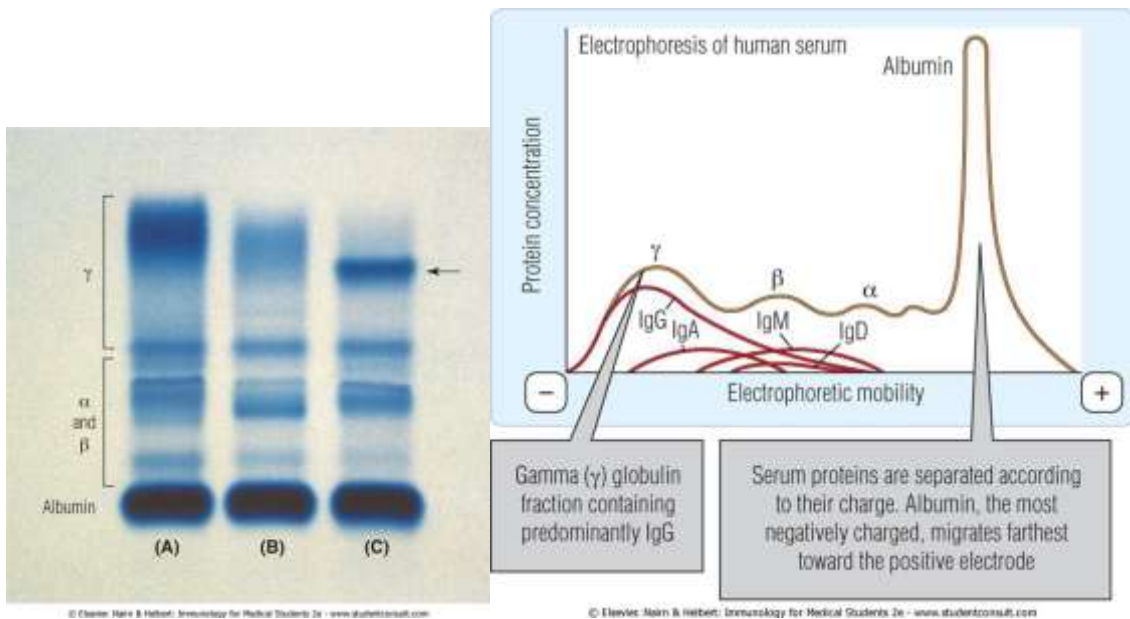 γ
α
and
β
Albumin
(A)
(B)
(C)
© Elsevier. Nairn & Helbert: Immunology for Medical Students 2e - www.studentconsult.com
Electrophoresis of human serum
Albumin
Protein concentration
γ
β
α
IgG
IgA
IgM
IgD
−
Electrophoretic mobility
+
Gamma (γ) globulin
fraction containing
predominantly IgG
Serum proteins are separated according
to their charge. Albumin, the most
negatively charged, migrates farthest
toward the positive electrode
© Elsevier. Nairn & Helbert: Immunology for Medical Students 2e - www.studentconsult.com